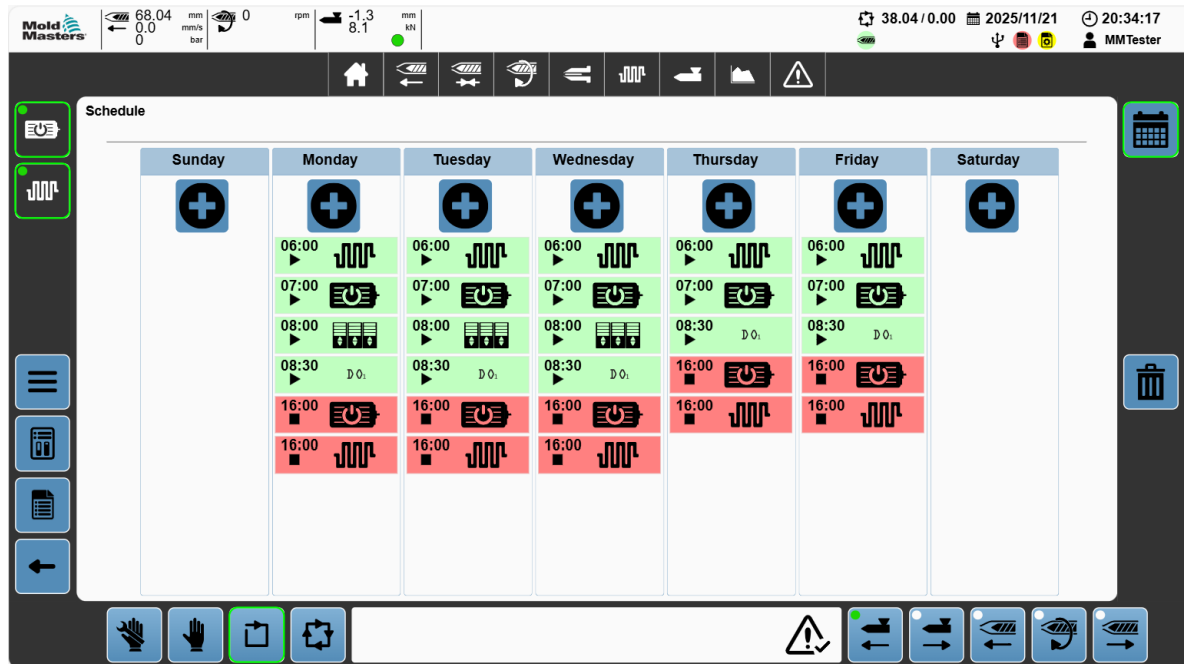 Mold
Masters
68.04 mm
0.0 mm/s
0 bar
0 rpm
-1.3 mm
8.1 kN
38.04 / 0.00
2025/11/21
20:34:17
MMTester
Schedule
Sunday Monday Tuesday Wednesday Thursday Friday Saturday
06:00 06:00 06:00 06:00 06:00
07:00 07:00 07:00 07:00 07:00
08:00 08:00 08:00 08:30 DO₁ 08:30 DO₁
08:30 DO₁ 08:30 DO₁ 08:30 DO₁ 16:00 16:00
16:00 16:00 16:00 16:00 16:00
16:00 16:00 16:00